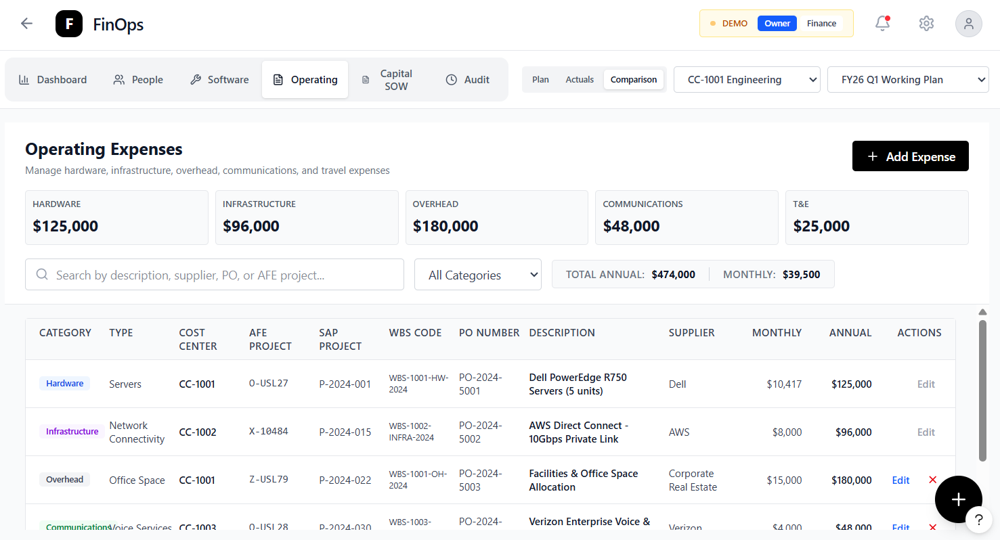 F FinOps
DEMO Owner Finance
Dashboard People Software Operating Capital SOW Audit
Plan Actuals Comparison CC-1001 Engineering FY26 Q1 Working Plan
Operating Expenses
Manage hardware, infrastructure, overhead, communications, and travel expenses
+ Add Expense
HARDWARE
$125,000
INFRASTRUCTURE
$96,000
OVERHEAD
$180,000
COMMUNICATIONS
$48,000
T&E
$25,000
Search by description, supplier, PO, or AFE project...
All Categories
TOTAL ANNUAL: $474,000 MONTHLY: $39,500
CATEGORY TYPE COST CENTER AFE PROJECT SAP PROJECT WBS CODE PO NUMBER DESCRIPTION SUPPLIER MONTHLY ANNUAL ACTIONS
Hardware Servers CC-1001 O-USL27 P-2024-001 WBS-1001-HW-2024 PO-2024-5001 Dell PowerEdge R750 Servers (5 units) Dell $10,417 $125,000 Edit
Infrastructure Network Connectivity CC-1002 X-10484 P-2024-015 WBS-1002-INFRA-2024 PO-2024-5002 AWS Direct Connect - 10Gbps Private Link AWS $8,000 $96,000 Edit
Overhead Office Space CC-1001 Z-USL79 P-2024-022 WBS-1001-OH-2024 PO-2024-5003 Facilities & Office Space Allocation Corporate Real Estate $15,000 $180,000 Edit ✕
Communications Voice Services CC-1003 O-USL28 P-2024-030 WBS-1003- PO-2024- Verizon Enterprise Voice & Verizon $4,000 $48,000 Edit ✕
+
?